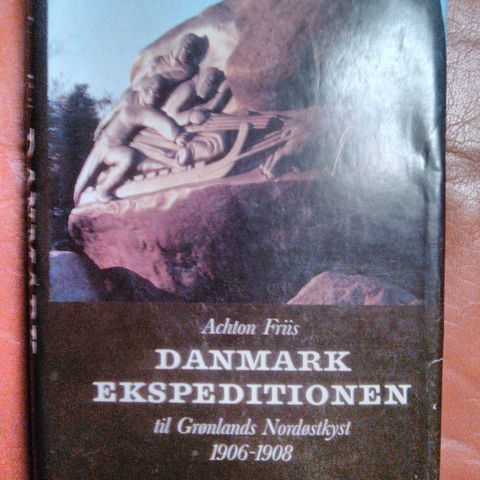 Achton Friis
DANMARK
EKSPEDITIONEN
til Grønlands Nordøstkyst
1906-1908